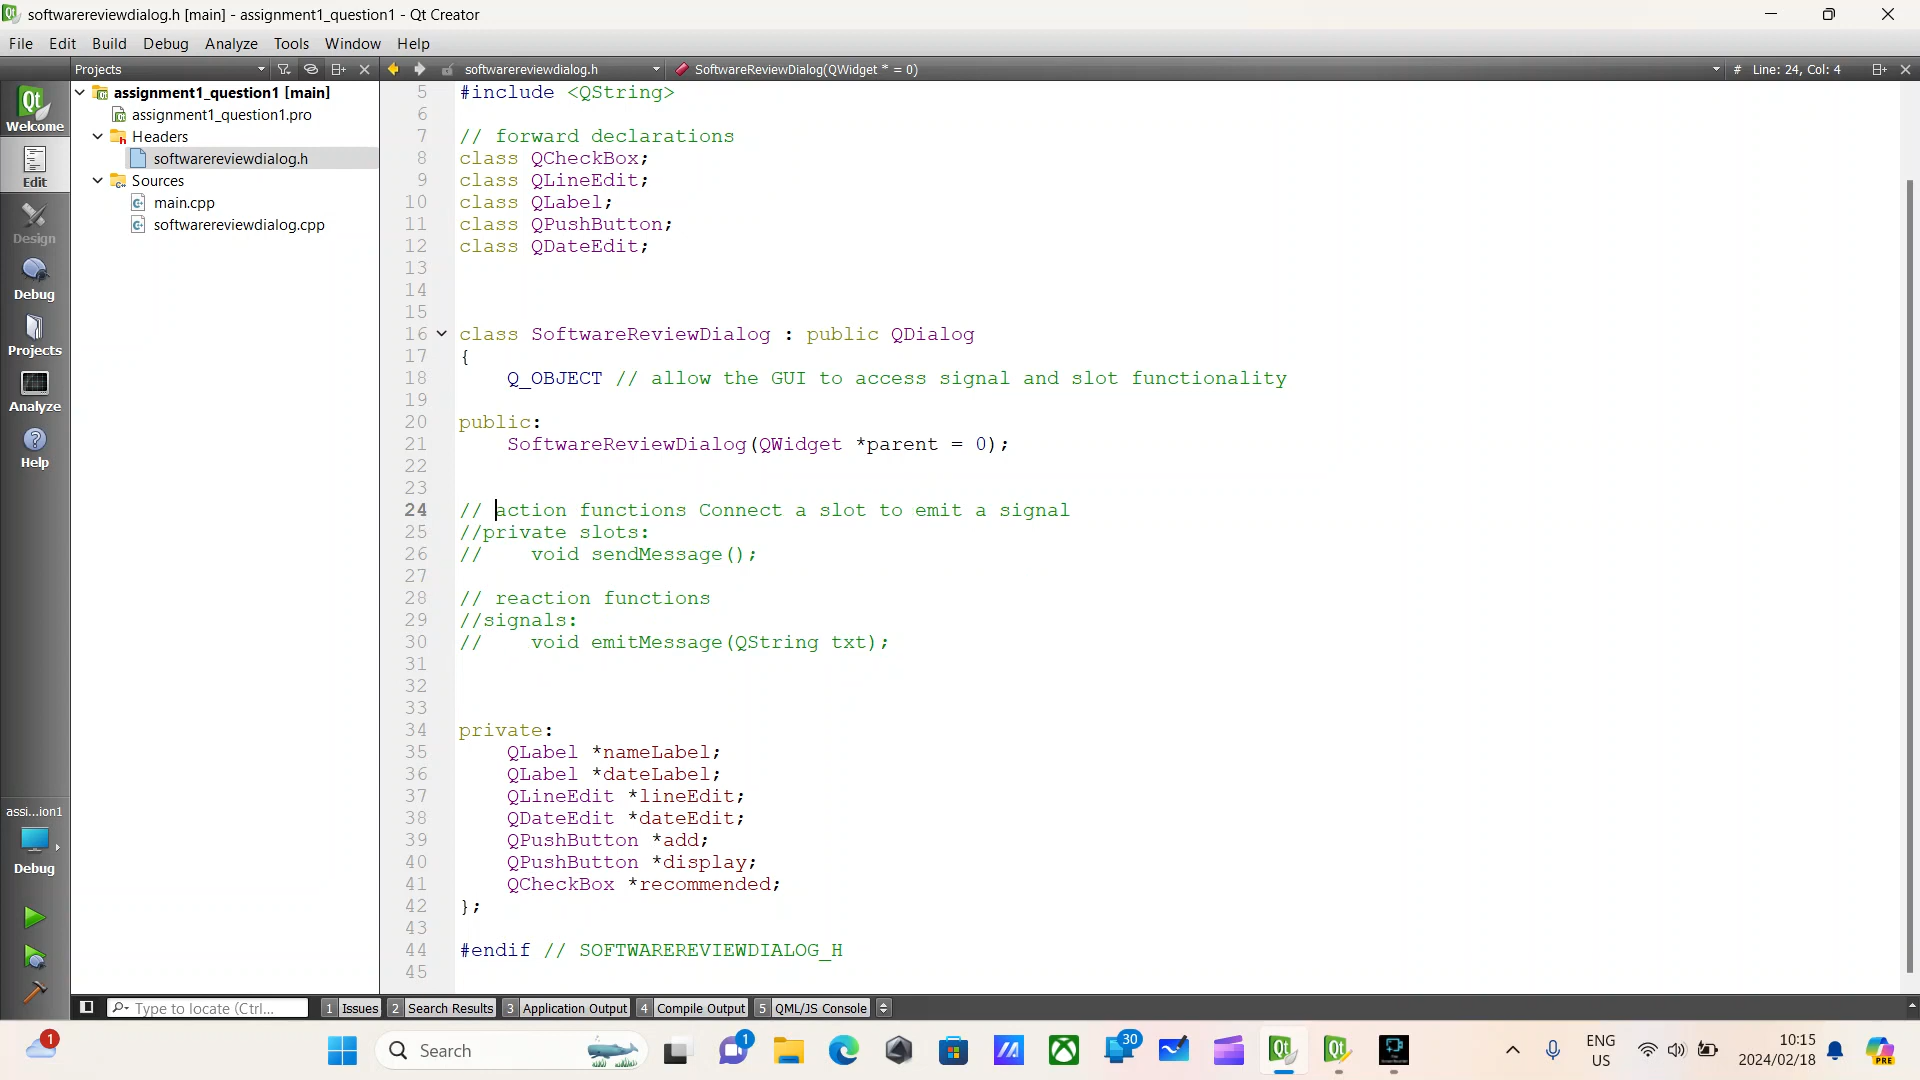 softwarereviewdialog.h [main] - assignment1_question1 - Qt Creator
File Edit Build Debug Analyze Tools Window Help
Projects softwarereviewdialog.h SoftwareReviewDialog(QWidget * = 0) # Line: 24, Col: 4
Qt
Welcome
Edit
Design
Debug
Projects
Analyze
Help
assi...ion1
Debug
assignment1_question1 [main]
assignment1_question1.pro
Headers
softwarereviewdialog.h
Sources
main.cpp
softwarereviewdialog.cpp
5 #include <QString>
6
7 // forward declarations
8 class QCheckBox;
9 class QLineEdit;
10 class QLabel;
11 class QPushButton;
12 class QDateEdit;
13
14
15
16 class SoftwareReviewDialog : public QDialog
17 {
18 Q_OBJECT // allow the GUI to access signal and slot functionality
19
20 public:
21 SoftwareReviewDialog(QWidget *parent = 0);
22
23
24 // action functions Connect a slot to emit a signal
25 //private slots:
26 // void sendMessage();
27
28 // reaction functions
29 //signals:
30 // void emitMessage(QString txt);
31
32
33
34 private:
35 QLabel *nameLabel;
36 QLabel *dateLabel;
37 QLineEdit *lineEdit;
38 QDateEdit *dateEdit;
39 QPushButton *add;
40 QPushButton *display;
41 QCheckBox *recommended;
42 };
43
44 #endif // SOFTWAREREVIEWDIALOG_H
45
Type to locate (Ctrl... 1 Issues 2 Search Results 3 Application Output 4 Compile Output 5 QML/JS Console
1 Search 1 30 ENG US 10:15 2024/02/18 PRE